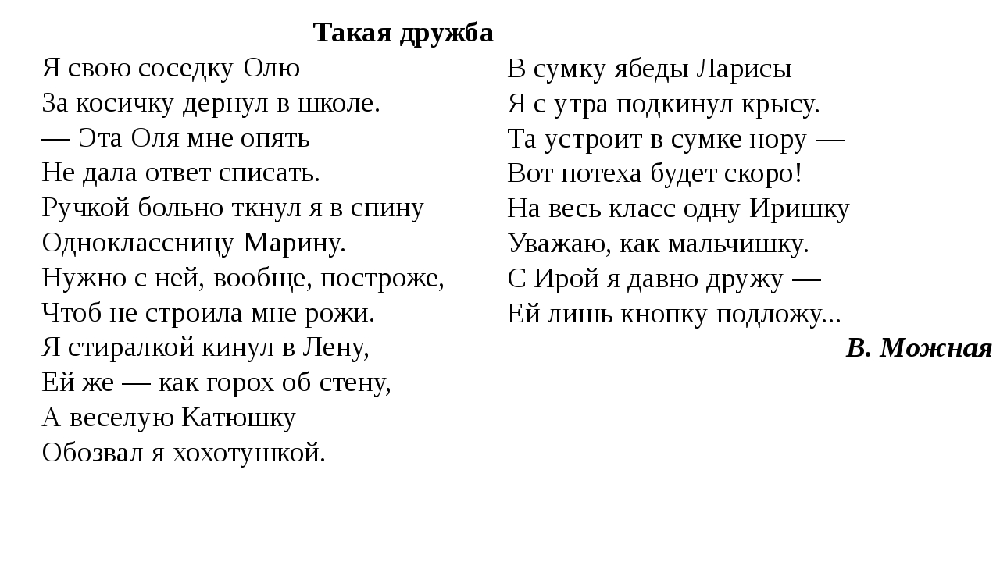 Такая дружба
Я свою соседку Олю
За косичку дернул в школе.
— Эта Оля мне опять
Не дала ответ списать.
Ручкой больно ткнул я в спину
Одноклассницу Марину.
Нужно с ней, вообще, построже,
Чтоб не строила мне рожи.
Я стиралкой кинул в Лену,
Ей же — как горох об стену,
А веселую Катюшку
Обозвал я хохотушкой.
В сумку ябеды Ларисы
Я с утра подкинул крысу.
Та устроит в сумке нору —
Вот потеха будет скоро!
На весь класс одну Иришку
Уважаю, как мальчишку.
С Ирой я давно дружу —
Ей лишь кнопку подложу...
В. Можная